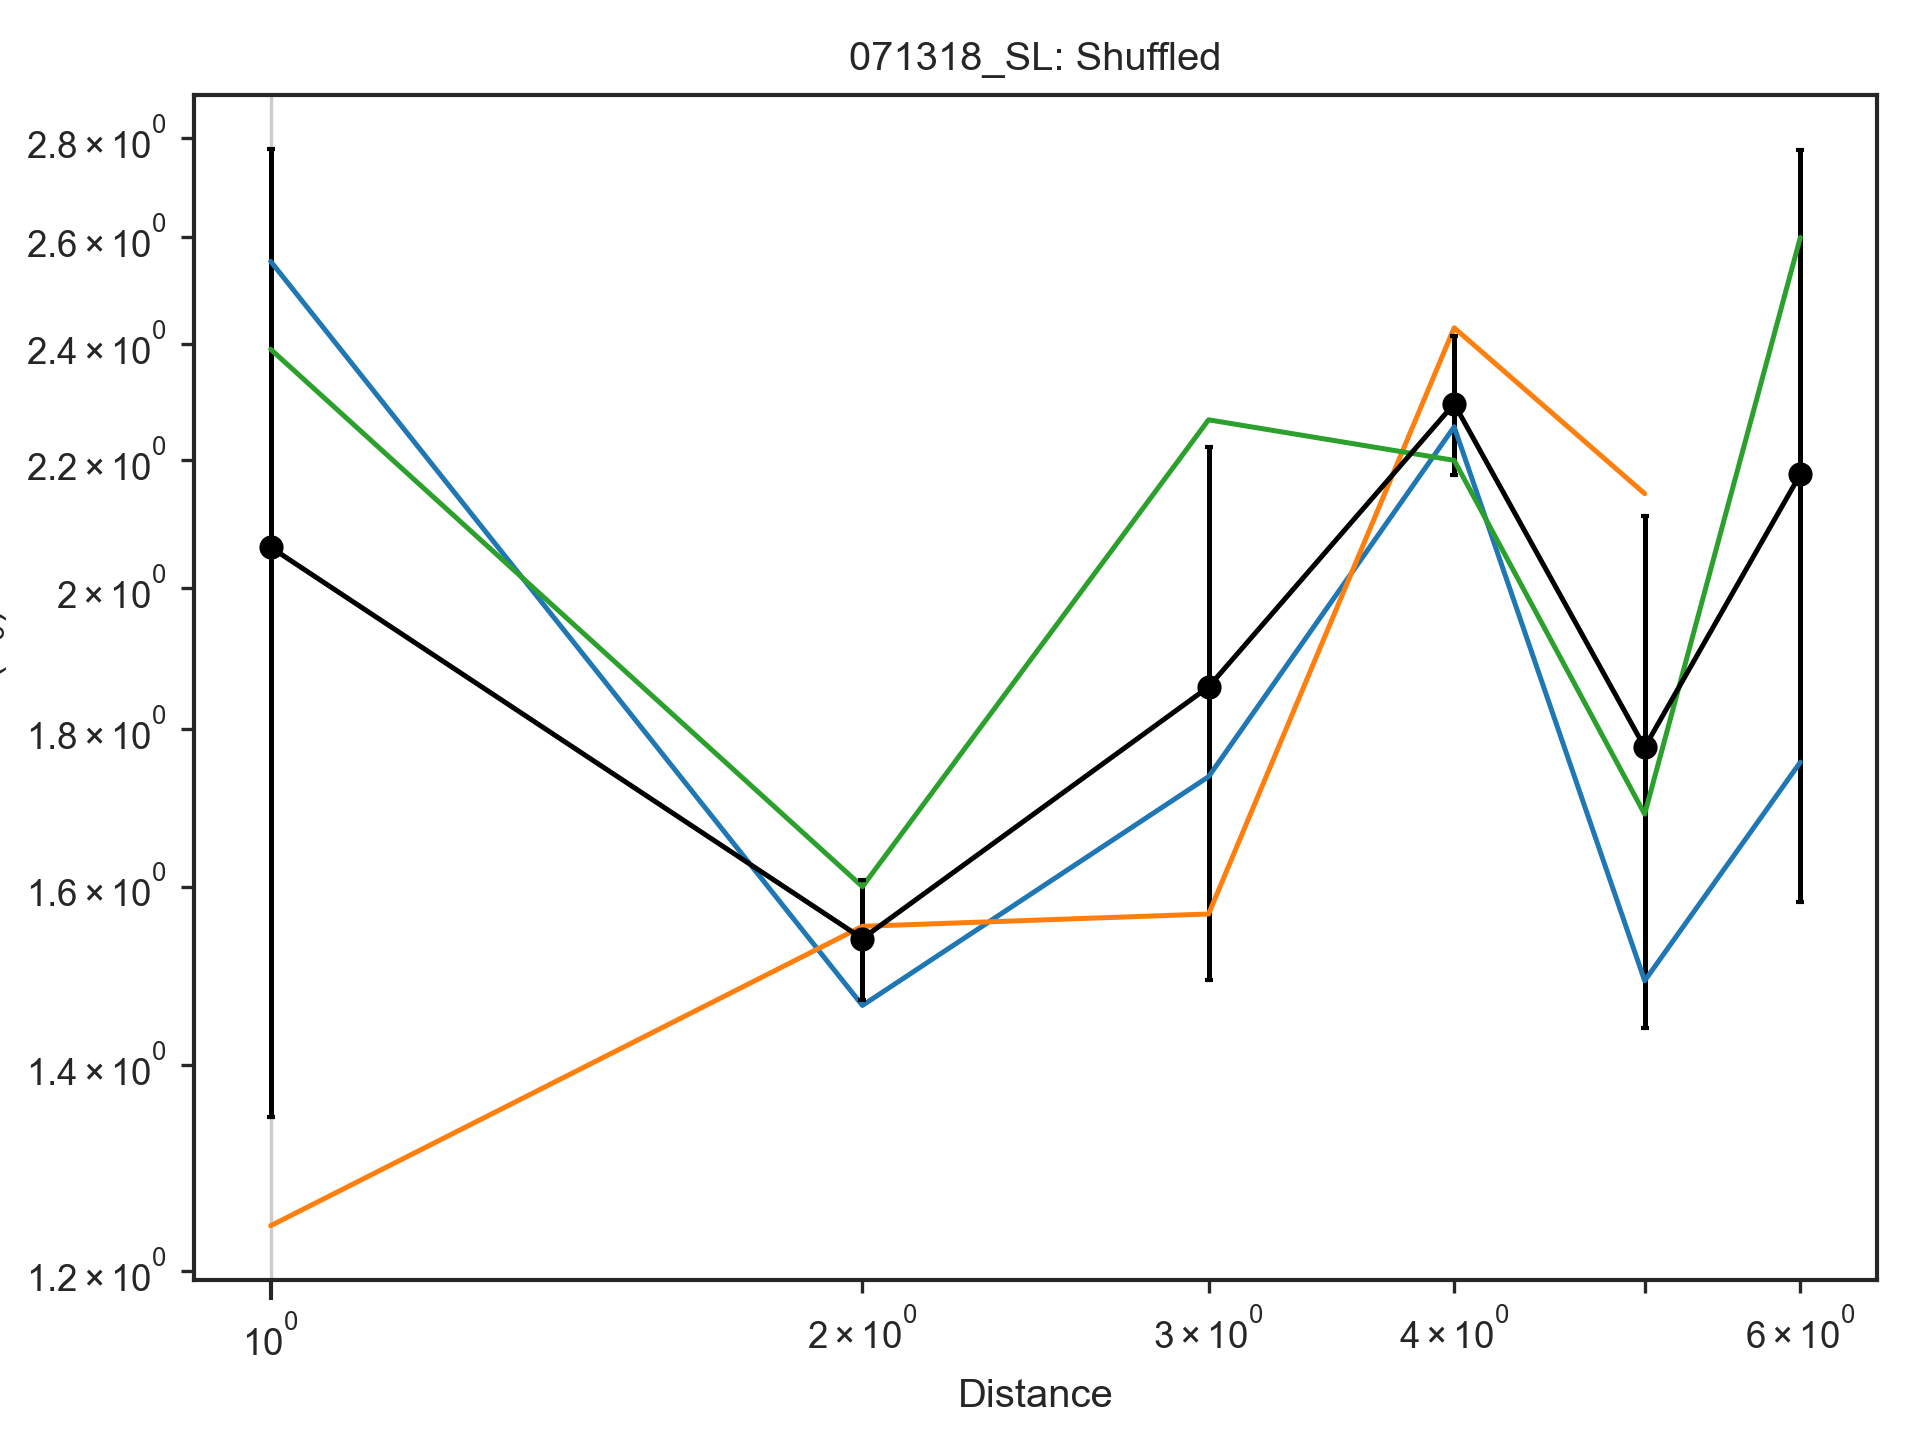 071318_SL: Shuffled
2.8 × 10⁰
2.6 × 10⁰
2.4 × 10⁰
2.2 × 10⁰
2 × 10⁰
1.8 × 10⁰
1.6 × 10⁰
1.4 × 10⁰
1.2 × 10⁰
10⁰ 2 × 10⁰ 3 × 10⁰ 4 × 10⁰ 6 × 10⁰
Distance